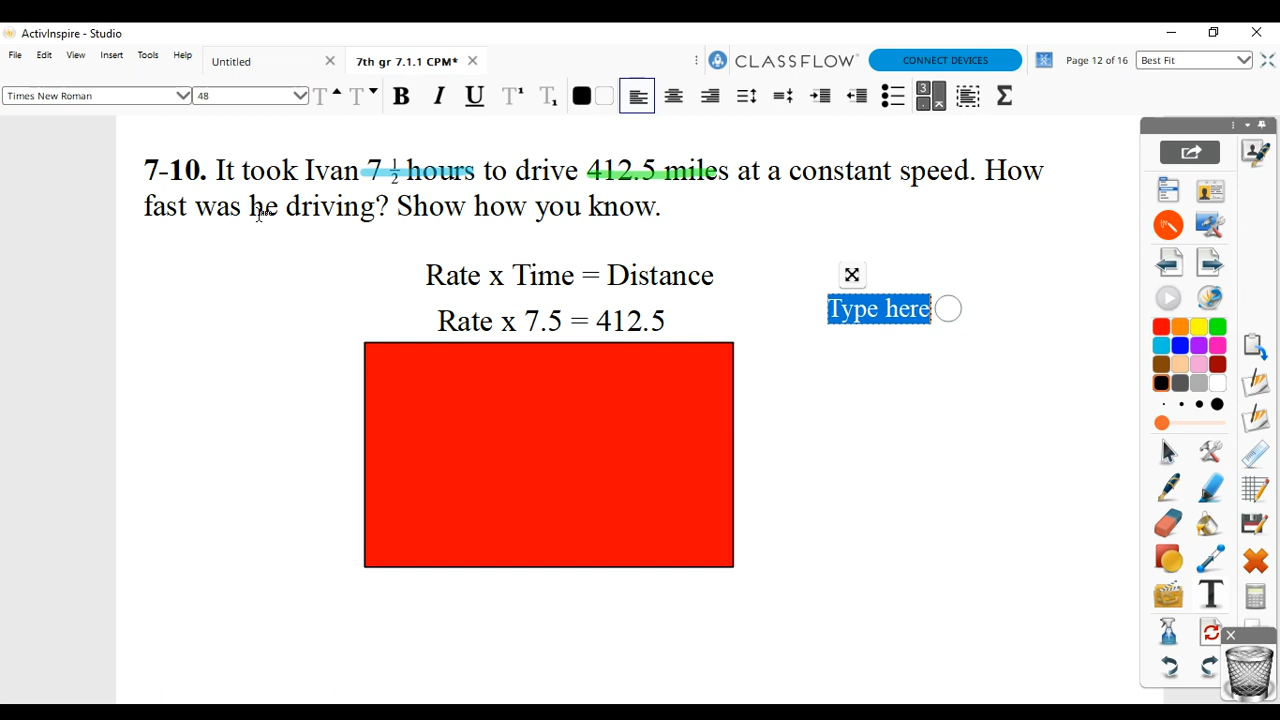 ActivInspire - Studio
File Edit View Insert Tools Help
Untitled
7th gr 7.1.1 CPM*
CLASSFLOW
CONNECT DEVICES
Page 12 of 16
Best Fit
Times New Roman
48
7-10. It took Ivan 7 1/2 hours to drive 412.5 miles at a constant speed. How
fast was he driving? Show how you know.
Rate x Time = Distance
Type here
Rate x 7.5 = 412.5